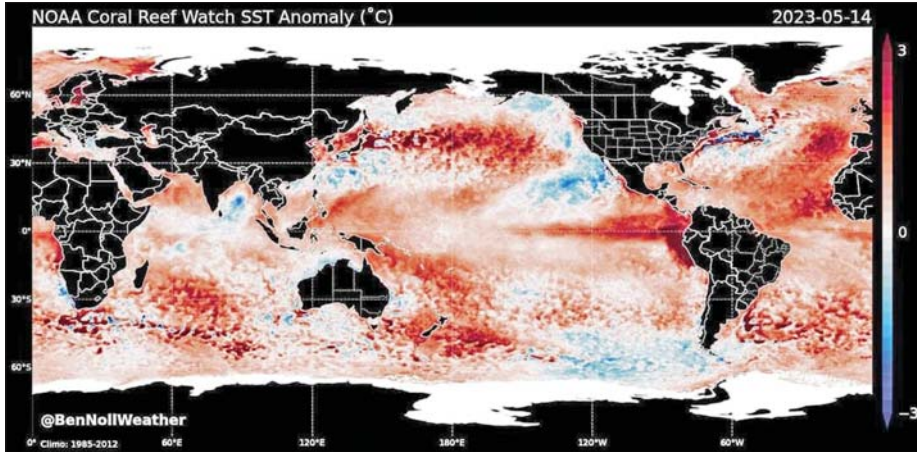 NOAA Coral Reef Watch SST Anomaly (°C)
2023-05-14
3
60°N
30°N
0°
0
30°S
60°S
@BenNollWeather
−3
0°
60°E
120°E
180°E
120°W
60°W
Climo: 1985-2012